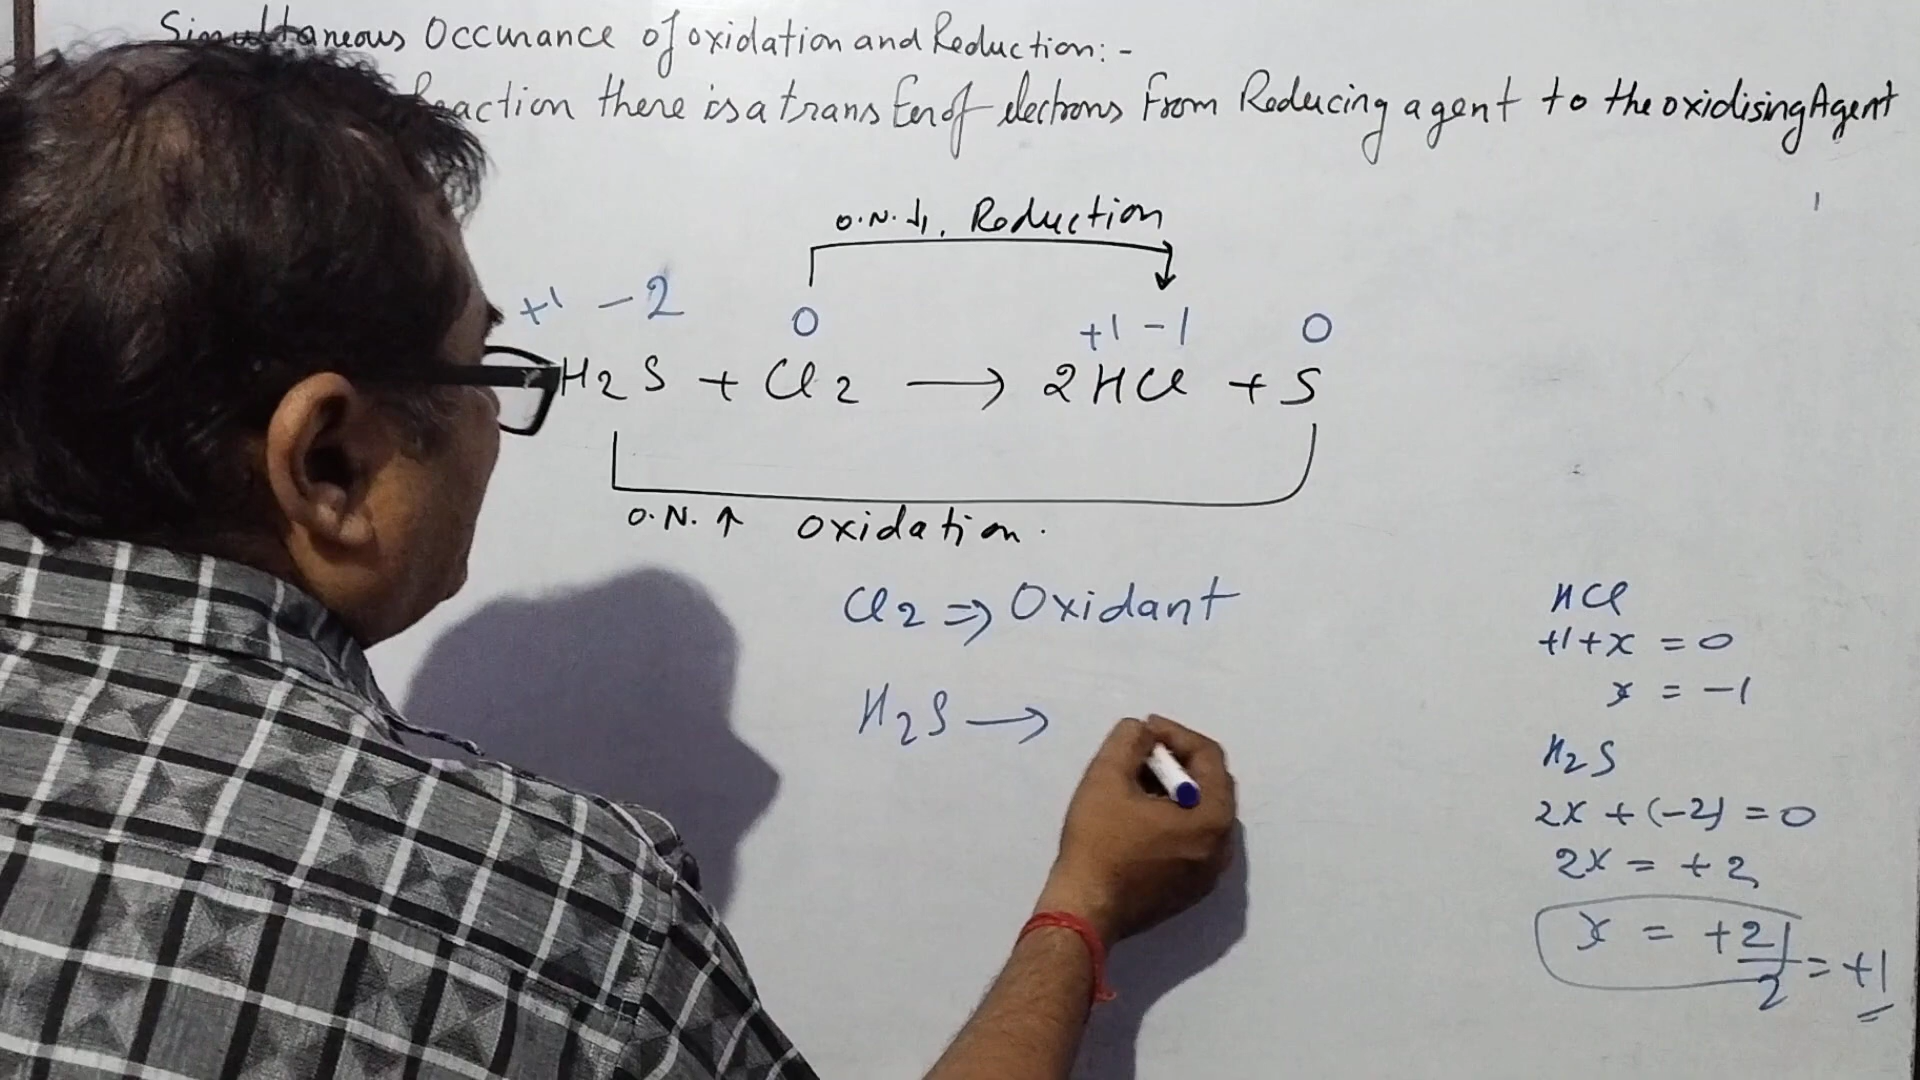 Simultaneous Occurance of oxidation and Reduction:-
Reaction there is a transfer of electrons From Reducing agent to the oxidising Agent
O.N.↓, Reduction
+1 -2 0 +1 -1 0
H2S + Cl2 → 2HCl + S
O.N. ↑ Oxidation.
Cl2 ⇒ Oxidant
H2S →
HCl
+1+x = 0
x = -1
H2S
2x + (-2) = 0
2x = +2
x = +2/2 = +1